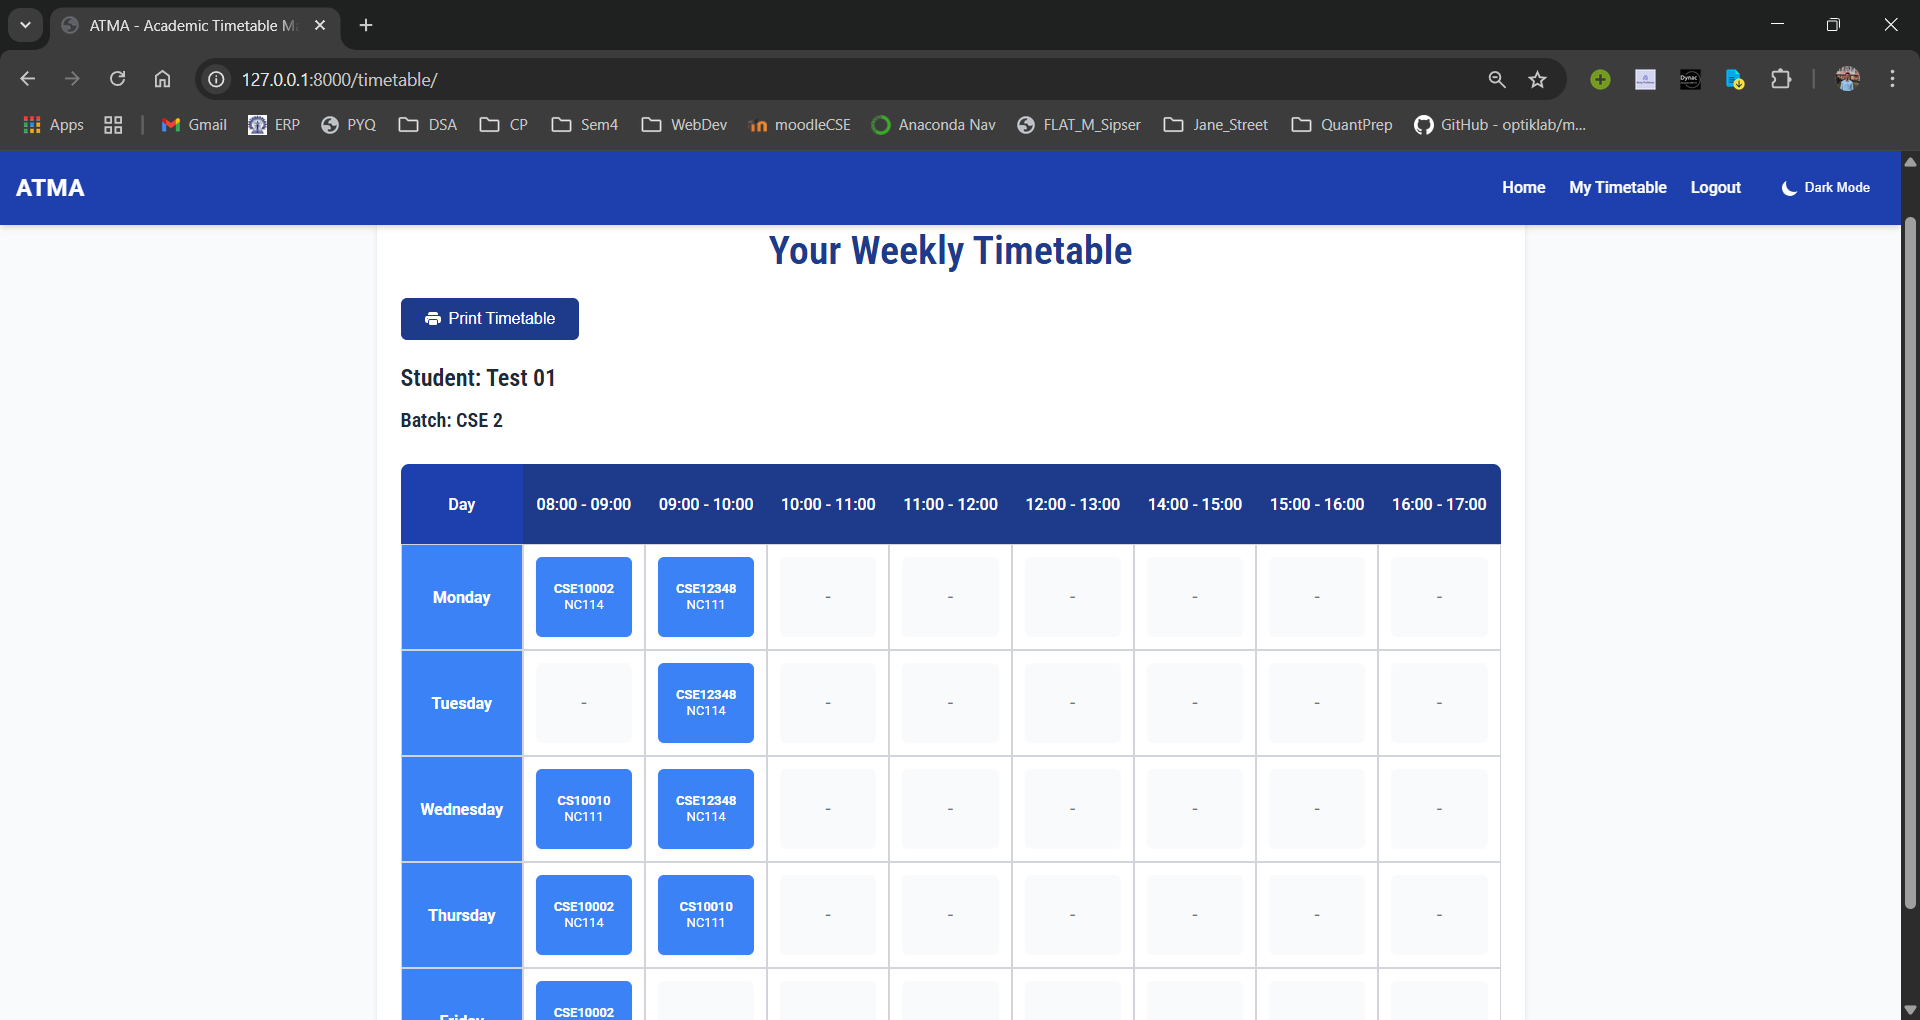 ATMA - Academic Timetable M
127.0.0.1:8000/timetable/
Apps
Gmail
ERP
PYQ
DSA
CP
Sem4
WebDev
moodleCSE
Anaconda Nav
FLAT_M_Sipser
Jane_Street
QuantPrep
GitHub - optiklab/m...
ATMA
Home
My Timetable
Logout
Dark Mode
Your Weekly Timetable
Print Timetable
Student: Test 01
Batch: CSE 2
Day 08:00 - 09:00 09:00 - 10:00 10:00 - 11:00 11:00 - 12:00 12:00 - 13:00 14:00 - 15:00 15:00 - 16:00 16:00 - 17:00
Monday
CSE10002
NC114
CSE12348
NC111
- - - - - -
Tuesday
-
CSE12348
NC114
- - - - - -
Wednesday
CS10010
NC111
CSE12348
NC114
- - - - - -
Thursday
CSE10002
NC114
CS10010
NC111
- - - - - -
Friday
CSE10002